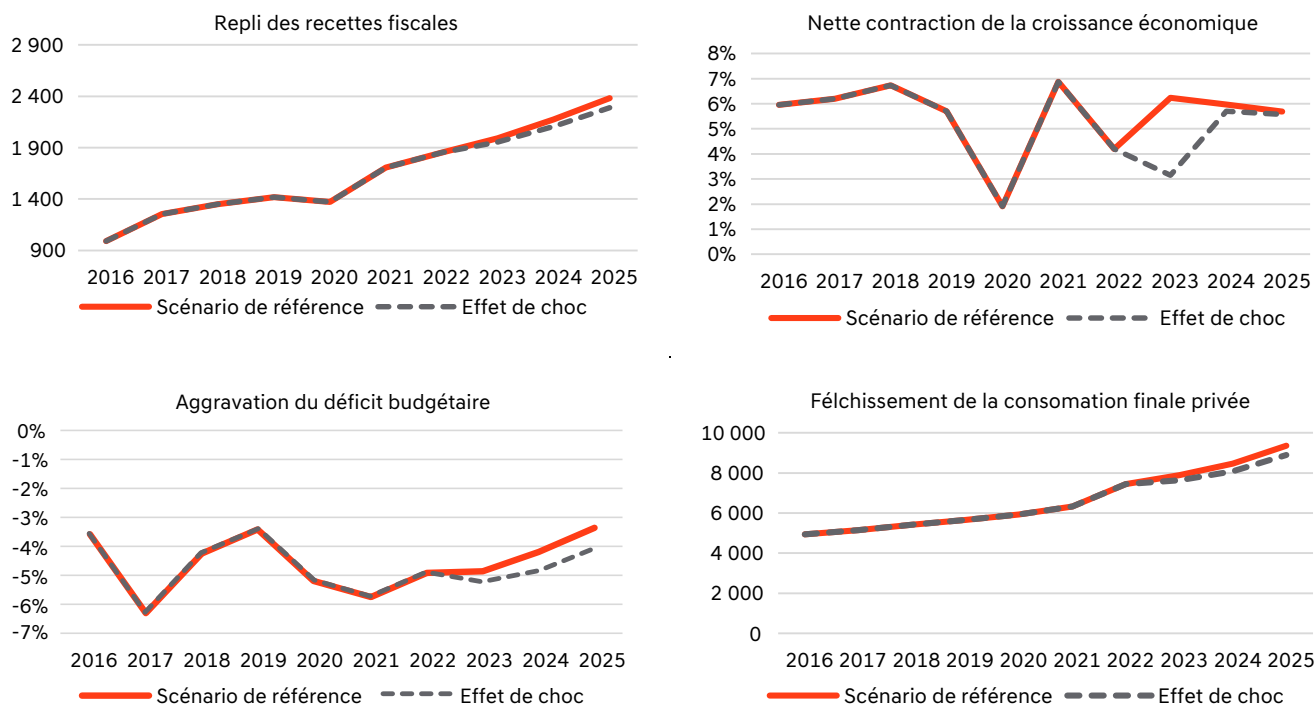 Repli des recettes fiscales
2 900
2 400
1 900
1 400
900
2016 2017 2018 2019 2020 2021 2022 2023 2024 2025
Scénario de référence Effet de choc
Nette contraction de la croissance économique
8%
7%
6%
5%
4%
3%
2%
1%
0%
2016 2017 2018 2019 2020 2021 2022 2023 2024 2025
Scénario de référence Effet de choc
Aggravation du déficit budgétaire
0%
-1%
-2%
-3%
-4%
-5%
-6%
-7%
2016 2017 2018 2019 2020 2021 2022 2023 2024 2025
Scénario de référence Effet de choc
Félchissement de la consomation finale privée
10 000
8 000
6 000
4 000
2 000
0
2016 2017 2018 2019 2020 2021 2022 2023 2024 2025
Scénario de référence Effet de choc